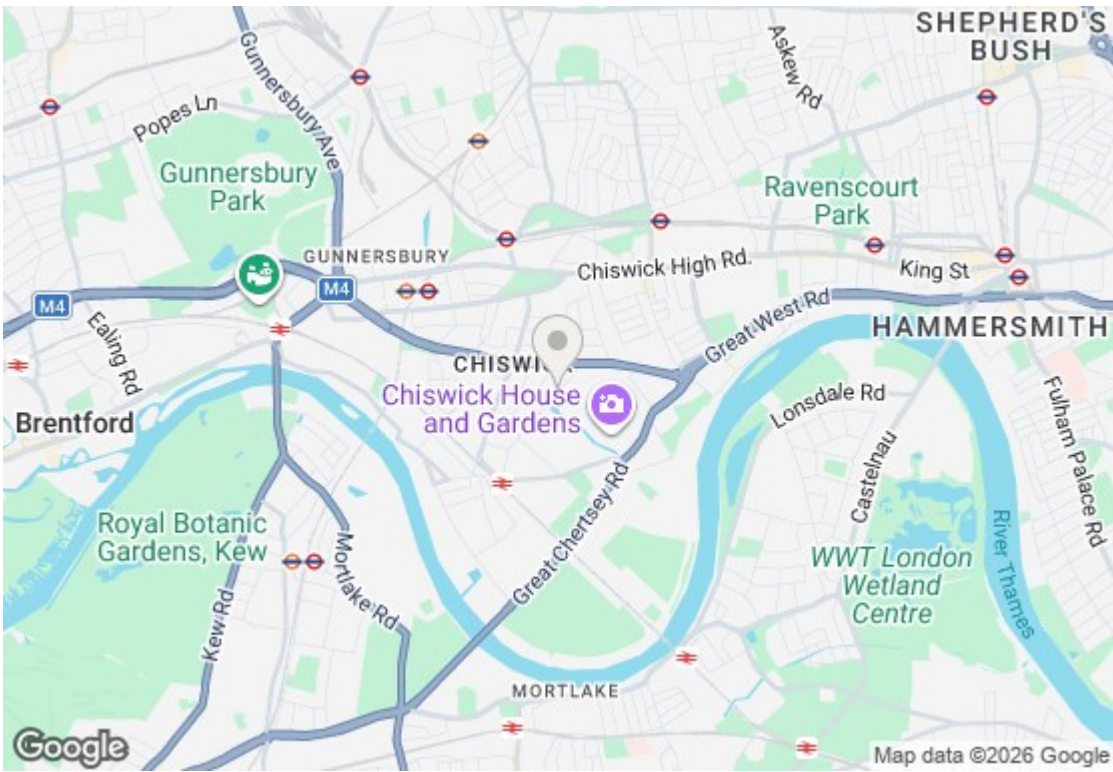 SHEPHERD'S
BUSH
Askew Rd
Gunnersbury Ave
Popes Ln
Gunnersbury
Park
Ravenscourt
Park
GUNNERSBURY
Chiswick High Rd.
King St
M4
M4
Great West Rd
HAMMERSMITH
Ealing Rd
CHISWICK
Chiswick House
and Gardens
Lonsdale Rd
Fulham Palace Rd
Brentford
Castelnau
Great Chertsey Rd
Royal Botanic
Gardens, Kew
Mortlake Rd
WWT London
Wetland
Centre
River Thames
Kew Rd
MORTLAKE
Google
Map data ©2026 Google